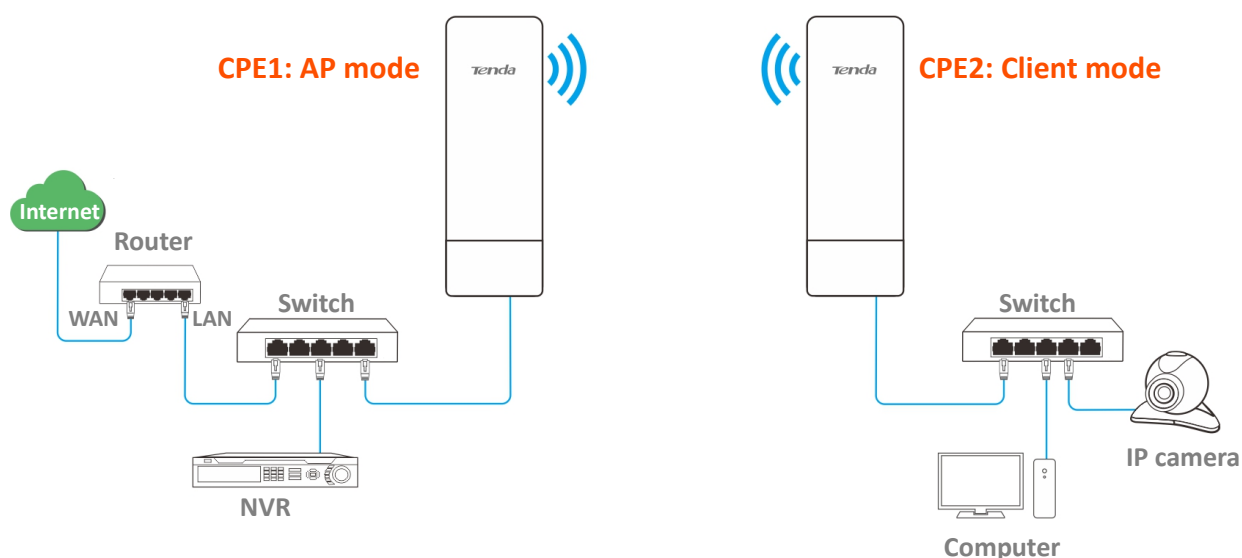 CPE1: AP mode
Tenda
Tenda
CPE2: Client mode
Internet
Router
WAN
LAN
Switch
Switch
NVR
IP camera
Computer